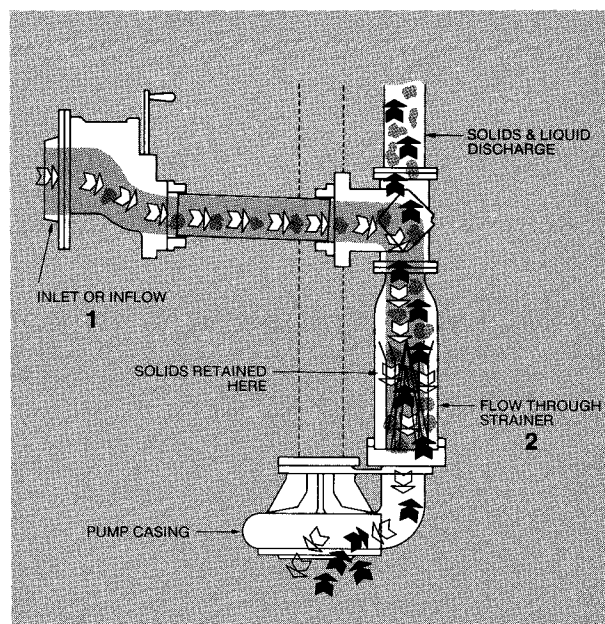 SOLIDS & LIQUID
DISCHARGE
INLET OR INFLOW
1
SOLIDS RETAINED
HERE
FLOW THROUGH
STRAINER
2
PUMP CASING